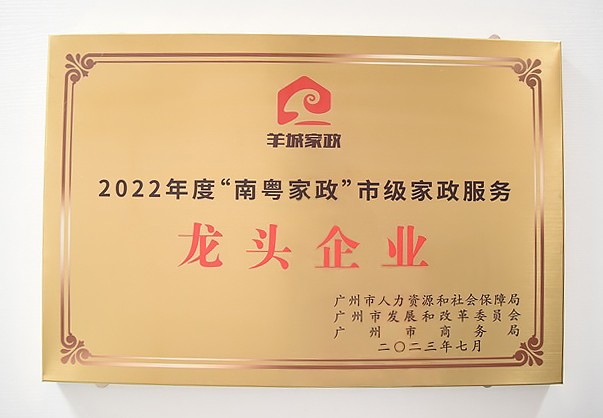 羊城家政
2022年度“南粤家政”市级家政服务
龙头企业
广州市人力资源和社会保障局
广州市发展和改革委员会
广州市商务局
二〇二三年七月